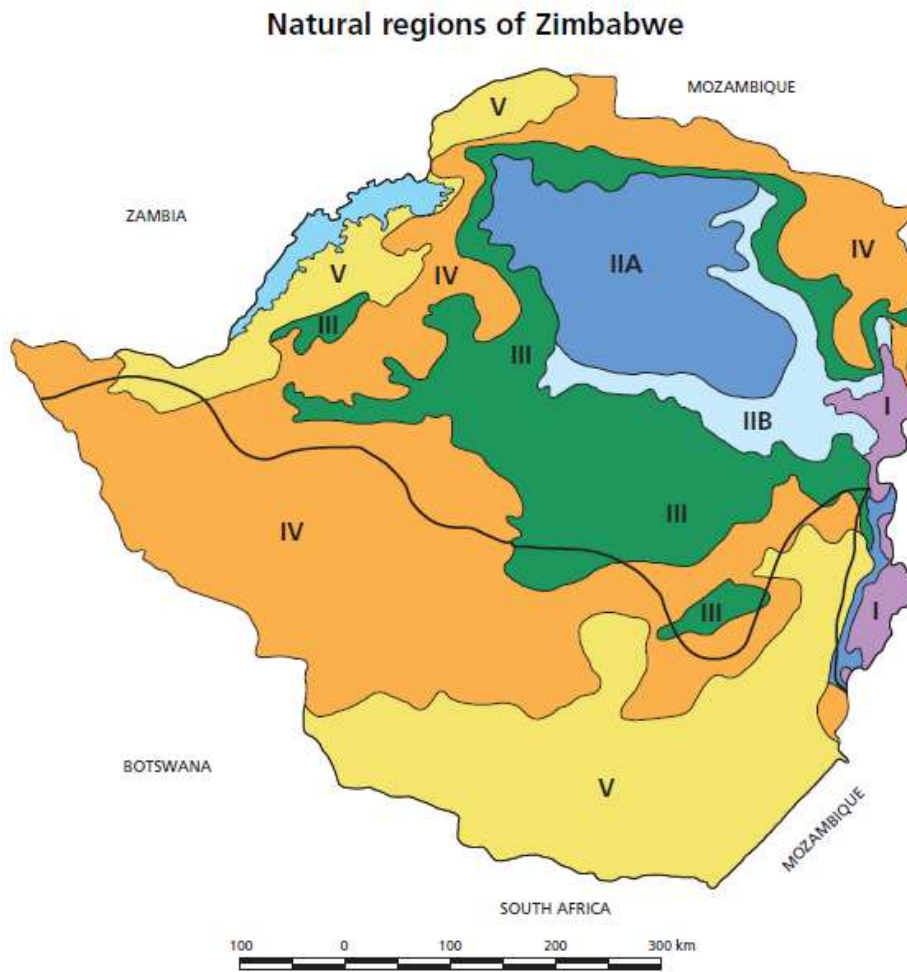 Natural regions of Zimbabwe
MOZAMBIQUE
V
ZAMBIA
IV
IIA
V
IV
III
III
I
IIB
III
IV
III
I
BOTSWANA
V
MOZAMBIQUE
SOUTH AFRICA
100 0 100 200 300 km